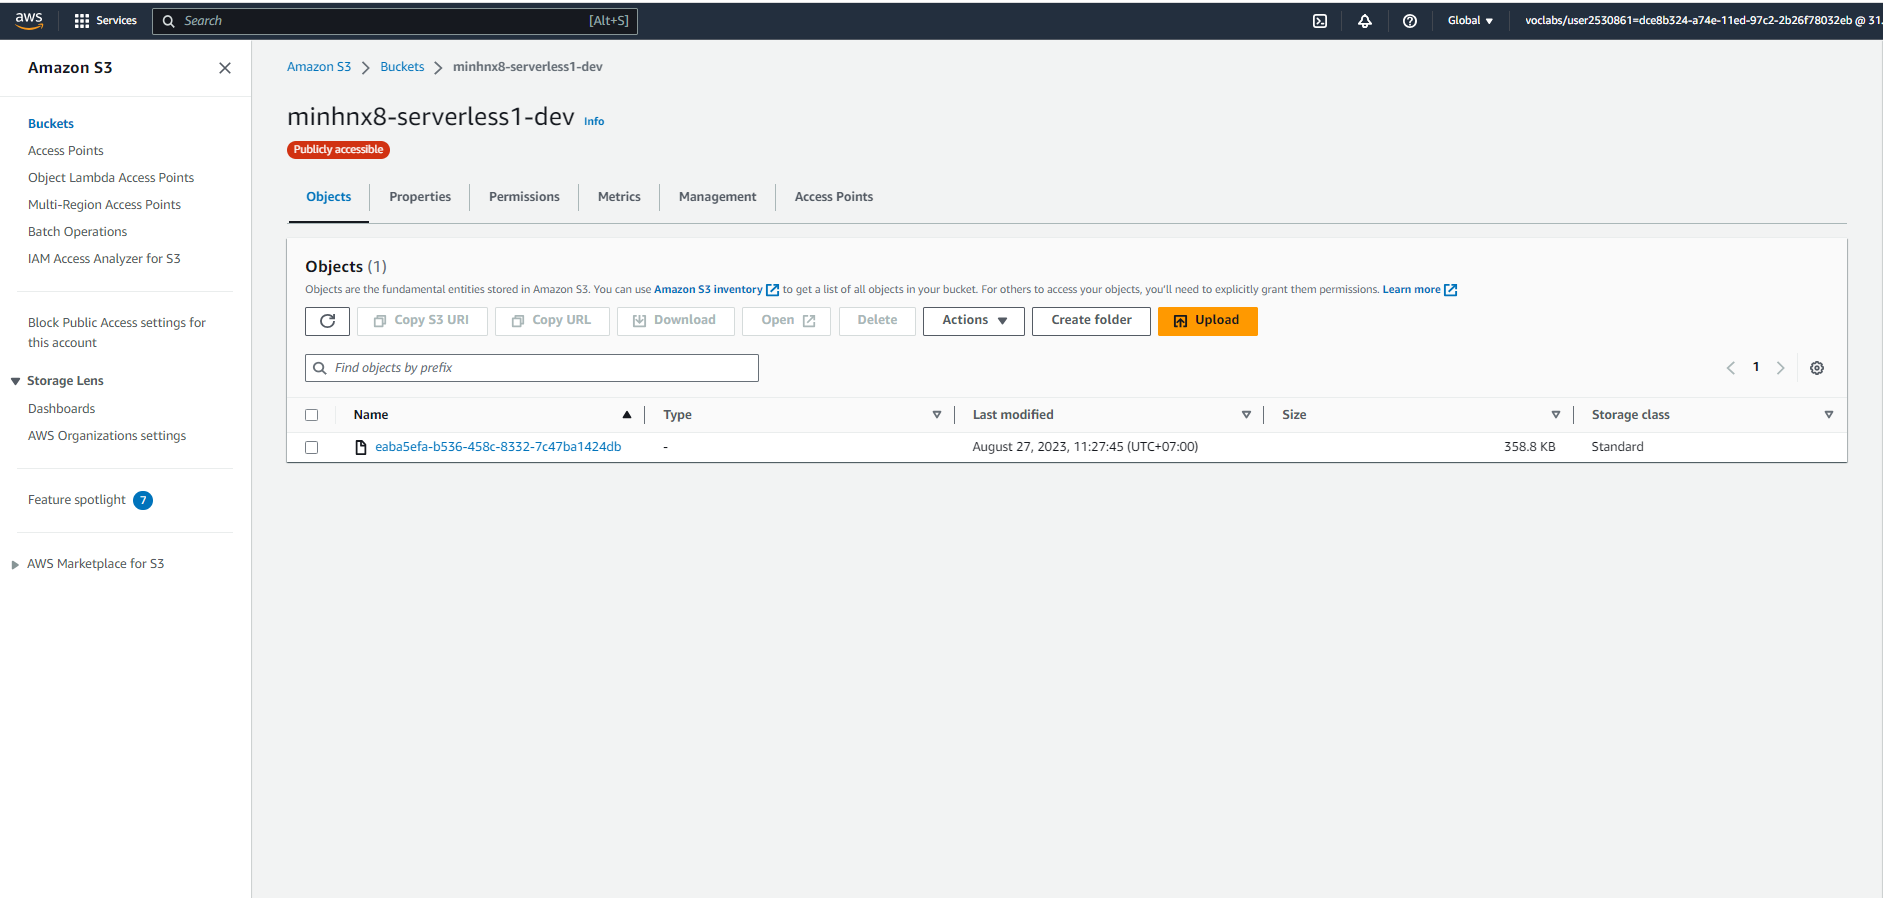 aws Services Search [Alt+S] Global voclabs/user2530861=dce8b324-a74e-11ed-97c2-2b26f78032eb @ 31.
Amazon S3
Buckets
Access Points
Object Lambda Access Points
Multi-Region Access Points
Batch Operations
IAM Access Analyzer for S3
Block Public Access settings for
this account
Storage Lens
Dashboards
AWS Organizations settings
Feature spotlight 7
AWS Marketplace for S3
Amazon S3 Buckets minhnx8-serverless1-dev
minhnx8-serverless1-dev Info
Publicly accessible
Objects Properties Permissions Metrics Management Access Points
Objects (1)
Objects are the fundamental entities stored in Amazon S3. You can use Amazon S3 inventory to get a list of all objects in your bucket. For others to access your objects, you'll need to explicitly grant them permissions. Learn more
Copy S3 URI Copy URL Download Open Delete Actions Create folder Upload
Find objects by prefix 1
Name Type Last modified Size Storage class
eaba5efa-b536-458c-8332-7c47ba1424db - August 27, 2023, 11:27:45 (UTC+07:00) 358.8 KB Standard